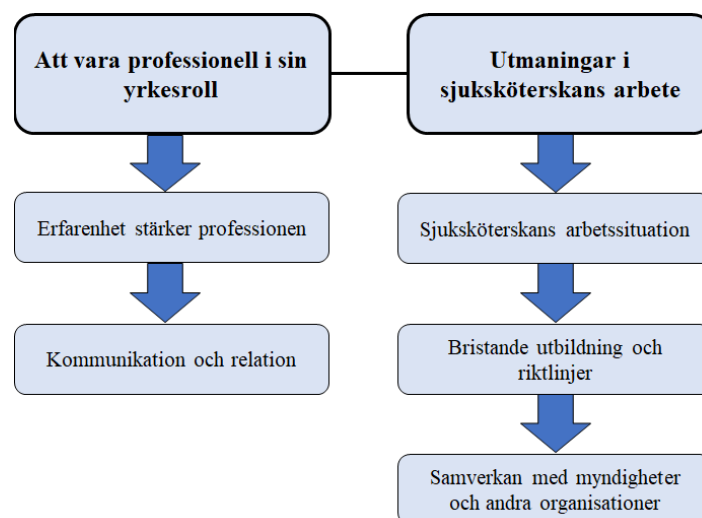 Att vara professionell i sin
yrkesroll
Utmaningar i
sjuksköterskans arbete
Erfarenhet stärker professionen
Sjuksköterskans arbetssituation
Kommunikation och relation
Bristande utbildning och
riktlinjer
Samverkan med myndigheter
och andra organisationer